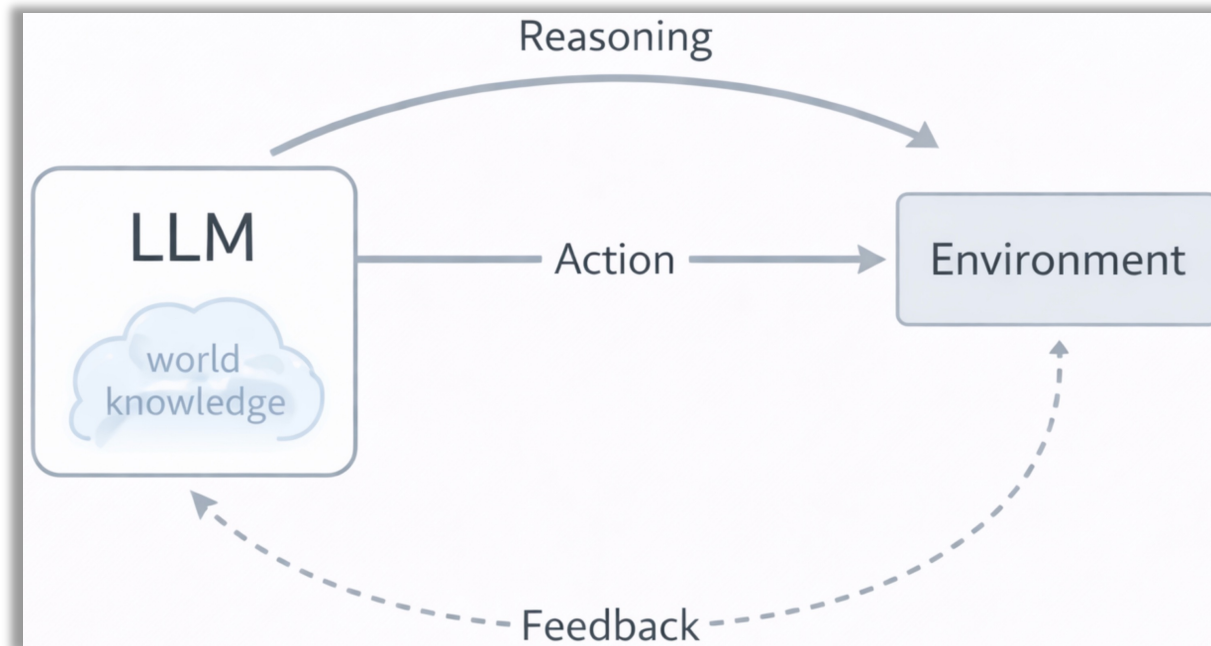 Reasoning
LLM
Action
Environment
world
knowledge
Feedback